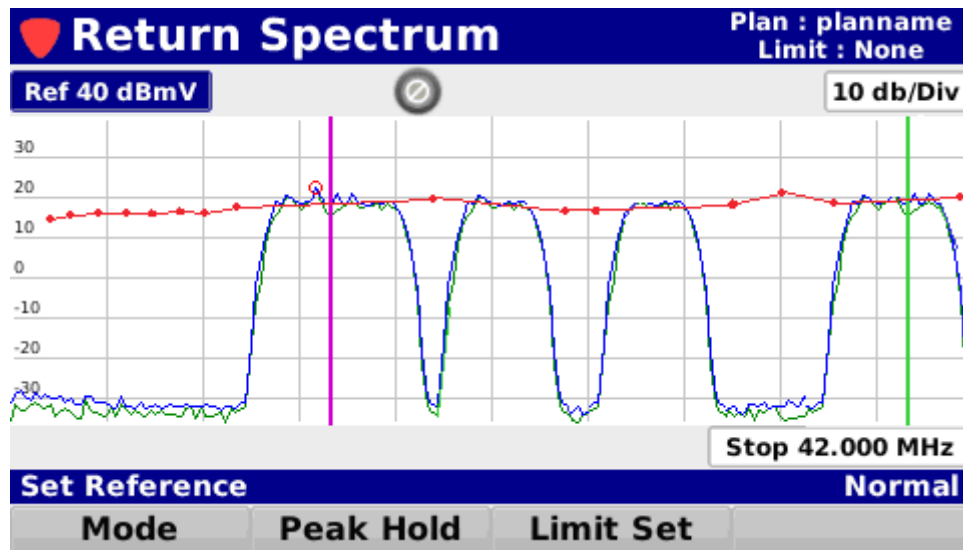 Return Spectrum
Plan : planname
Limit : None
Ref 40 dBmV
10 db/Div
30
20
10
0
-10
-20
-30
Stop 42.000 MHz
Set Reference
Normal
Mode
Peak Hold
Limit Set